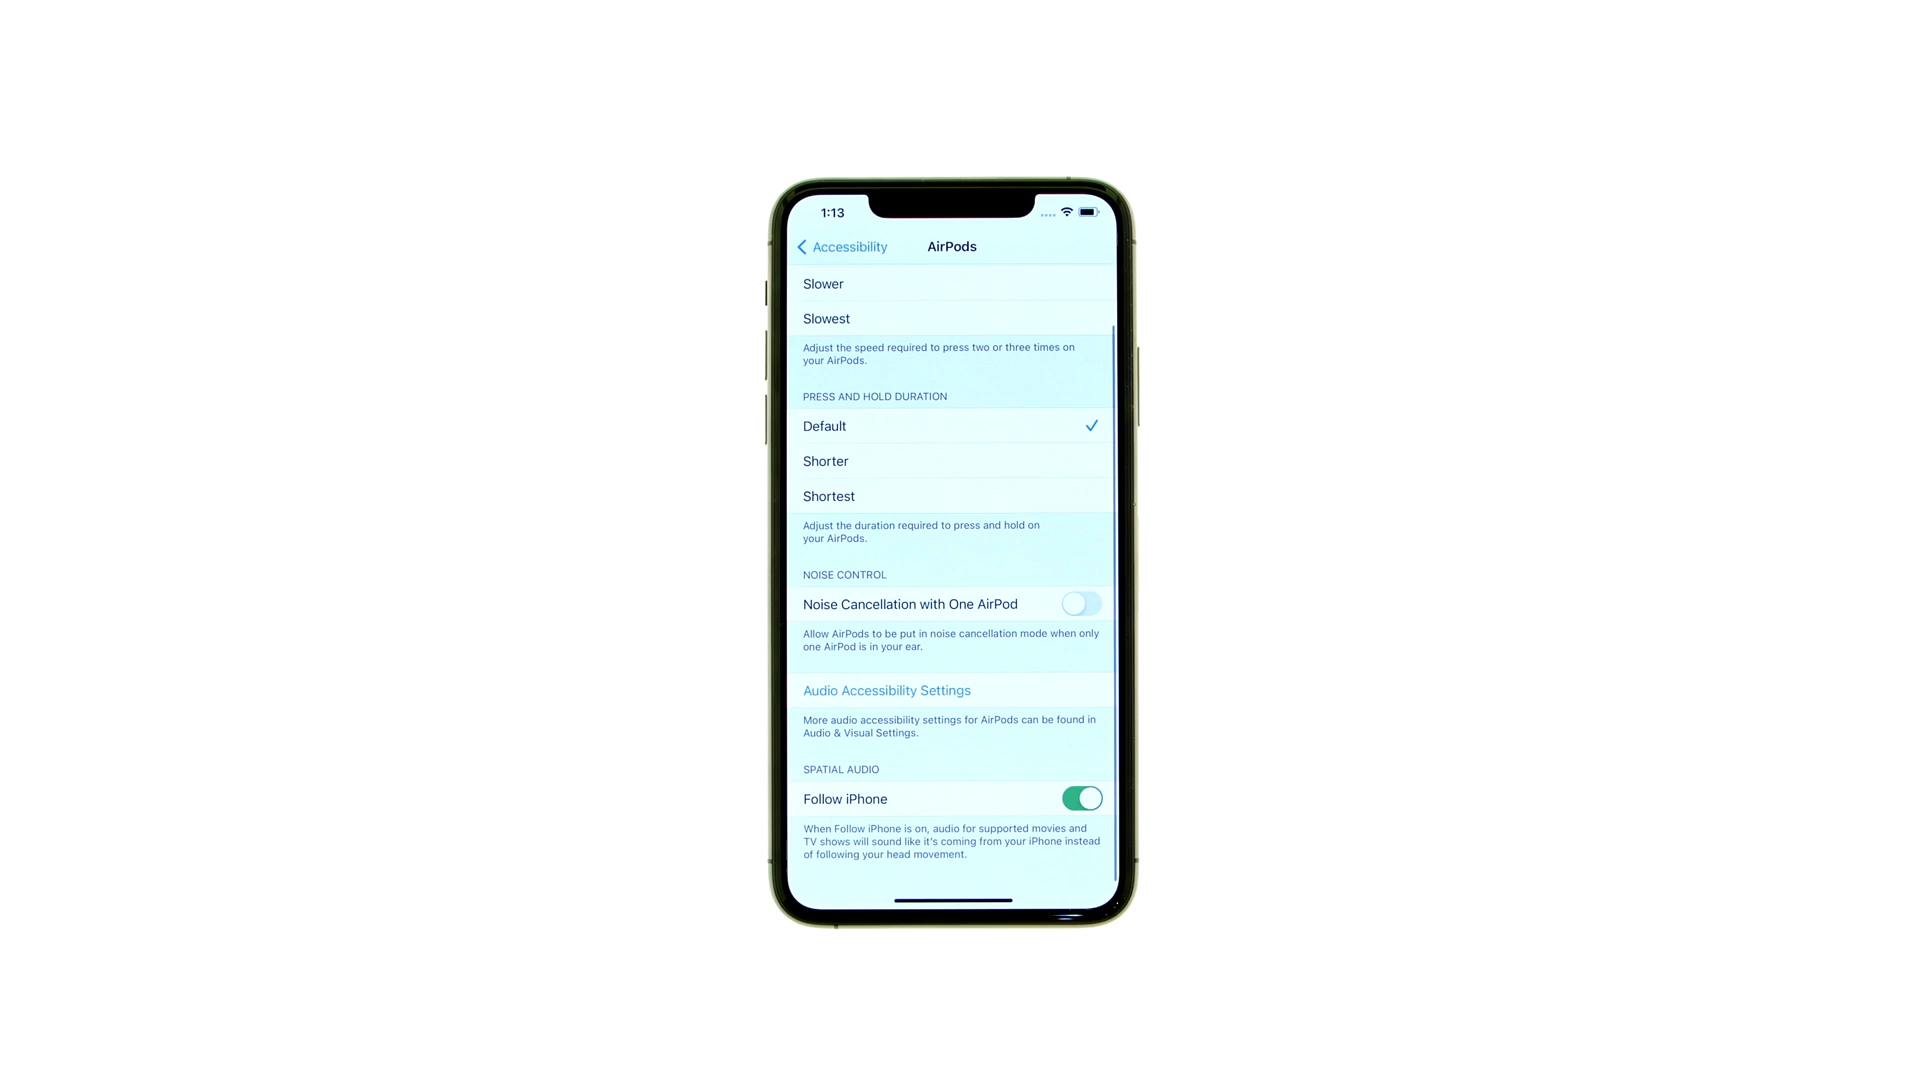 1:13
Accessibility
AirPods
Slower
Slowest
Adjust the speed required to press two or three times on
your AirPods.
PRESS AND HOLD DURATION
Default
Shorter
Shortest
Adjust the duration required to press and hold on
your AirPods.
NOISE CONTROL
Noise Cancellation with One AirPod
Allow AirPods to be put in noise cancellation mode when only
one AirPod is in your ear.
Audio Accessibility Settings
More audio accessibility settings for AirPods can be found in
Audio & Visual Settings.
SPATIAL AUDIO
Follow iPhone
When Follow iPhone is on, audio for supported movies and
TV shows will sound like it's coming from your iPhone instead
of following your head movement.